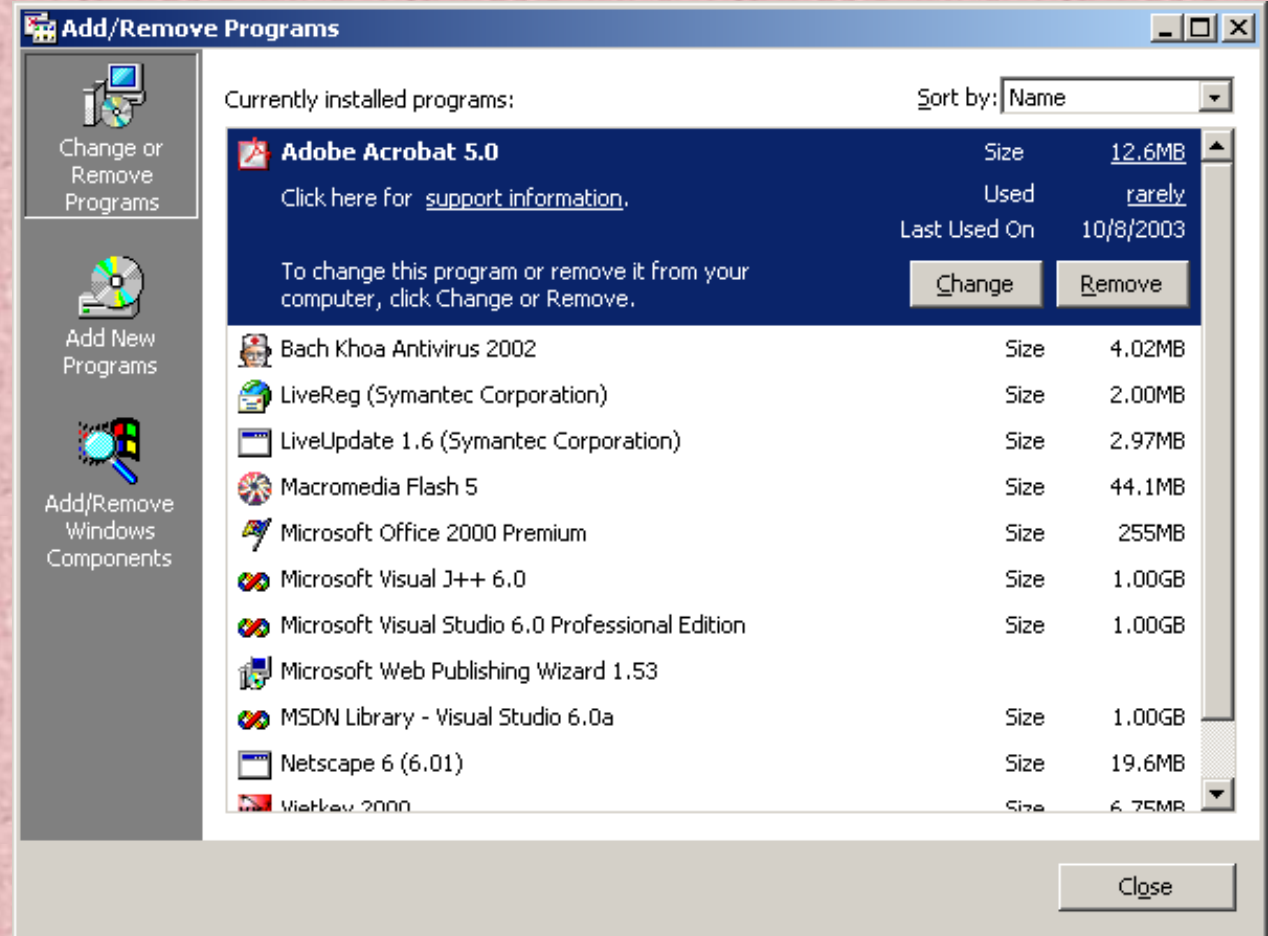 Add/Remove Programs
Change or
Remove
Programs
Add New
Programs
Add/Remove
Windows
Components
Currently installed programs:
Sort by: Name
Adobe Acrobat 5.0 Size 12.6MB
Click here for support information. Used rarely
Last Used On 10/8/2003
To change this program or remove it from your
computer, click Change or Remove.
Change Remove
Bach Khoa Antivirus 2002 Size 4.02MB
LiveReg (Symantec Corporation) Size 2.00MB
LiveUpdate 1.6 (Symantec Corporation) Size 2.97MB
Macromedia Flash 5 Size 44.1MB
Microsoft Office 2000 Premium Size 255MB
Microsoft Visual J++ 6.0 Size 1.00GB
Microsoft Visual Studio 6.0 Professional Edition Size 1.00GB
Microsoft Web Publishing Wizard 1.53
MSDN Library - Visual Studio 6.0a Size 1.00GB
Netscape 6 (6.01) Size 19.6MB
Vietkey 2000 Size 6.75MB
Close